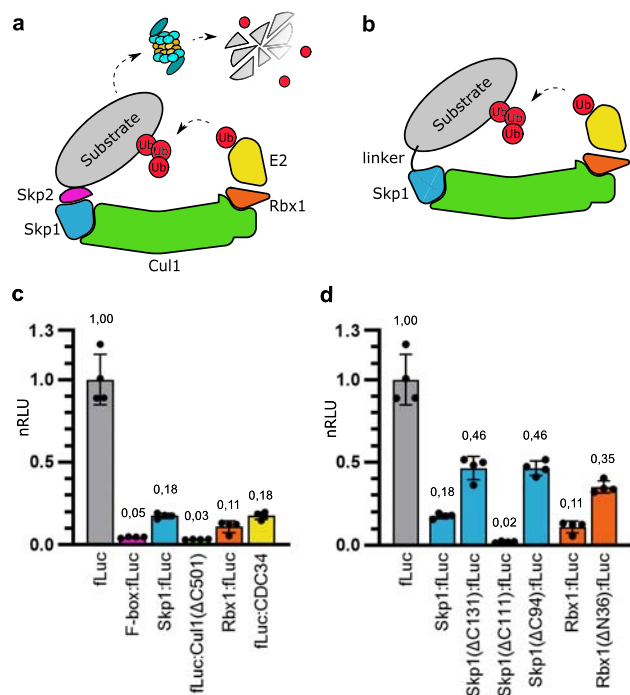 a
Ub
Ub
Ub
Ub
Substrate
E2
Skp2
Skp1
Rbx1
Cul1
b
Ub
Ub
Ub
Ub
Substrate
linker
Skp1
c
nRLU
1.3
1.0
0.5
0.0
1,00
0,05
0,18
0,03
0,11
0,18
fLuc
F-box:fLuc
Skp1:fLuc
fLuc:Cul1(ΔC501)
Rbx1:fLuc
fLuc:CDC34
d
nRLU
1.3
1.0
0.5
0.0
1,00
0,18
0,46
0,02
0,46
0,11
0,35
fLuc
Skp1:fLuc
Skp1(ΔC131):fLuc
Skp1(ΔC111):fLuc
Skp1(ΔC94):fLuc
Rbx1:fLuc
Rbx1(ΔN36):fLuc